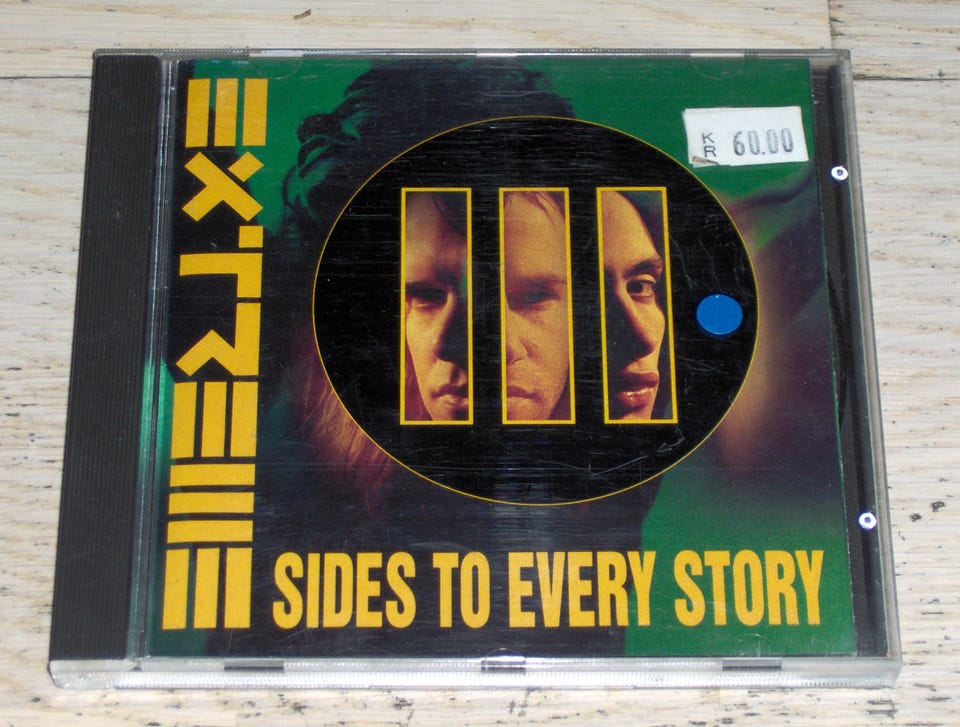 EXTREME
III
KR 60.00
SIDES TO EVERY STORY